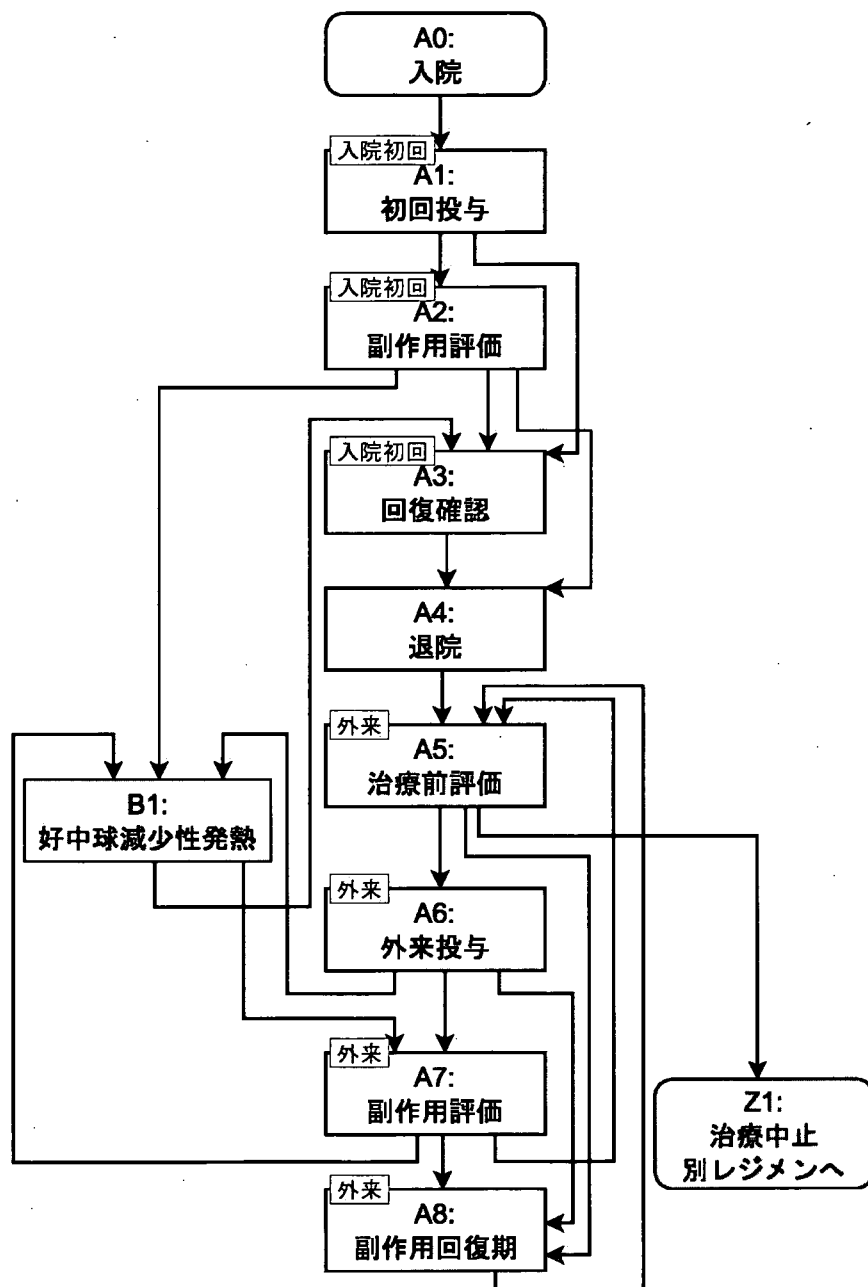 A0:
入院
入院初回
A1:
初回投与
入院初回
A2:
副作用評価
入院初回
A3:
回復確認
A4:
退院
外来
A5:
治療前評価
B1:
好中球減少性発熱
外来
A6:
外来投与
外来
A7:
副作用評価
Z1:
治療中止
別レジメンへ
外来
A8:
副作用回復期